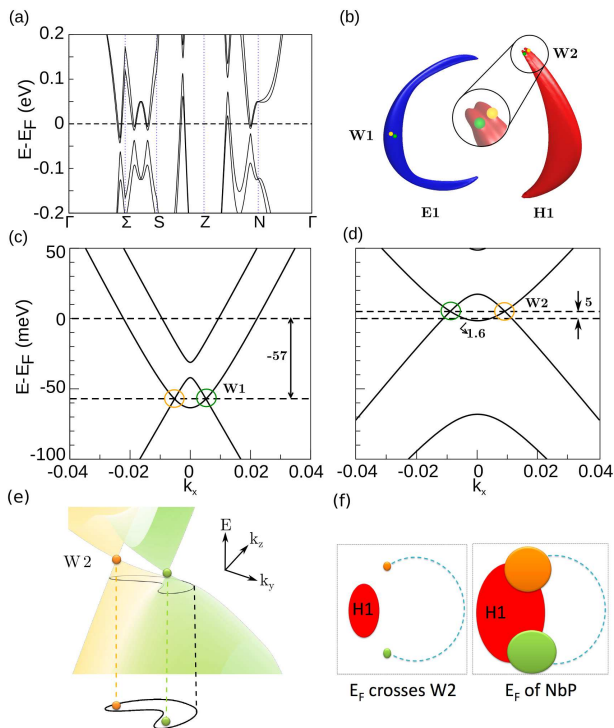 (a)
0.2
0.1
0
-0.1
-0.2
E-E_F (eV)
Γ Σ S Z N Γ
(b)
W2
W1
E1 H1
(c)
50
0
-50
-100
E-E_F (meV)
-57
W1
-0.04 -0.02 0 0.02 0.04
k_x
(d)
5
W2
1.6
-0.04 -0.02 0 0.02 0.04
k_x
(e)
E
k_z
k_y
W2
(f)
H1
H1
E_F crosses W2
E_F of NbP